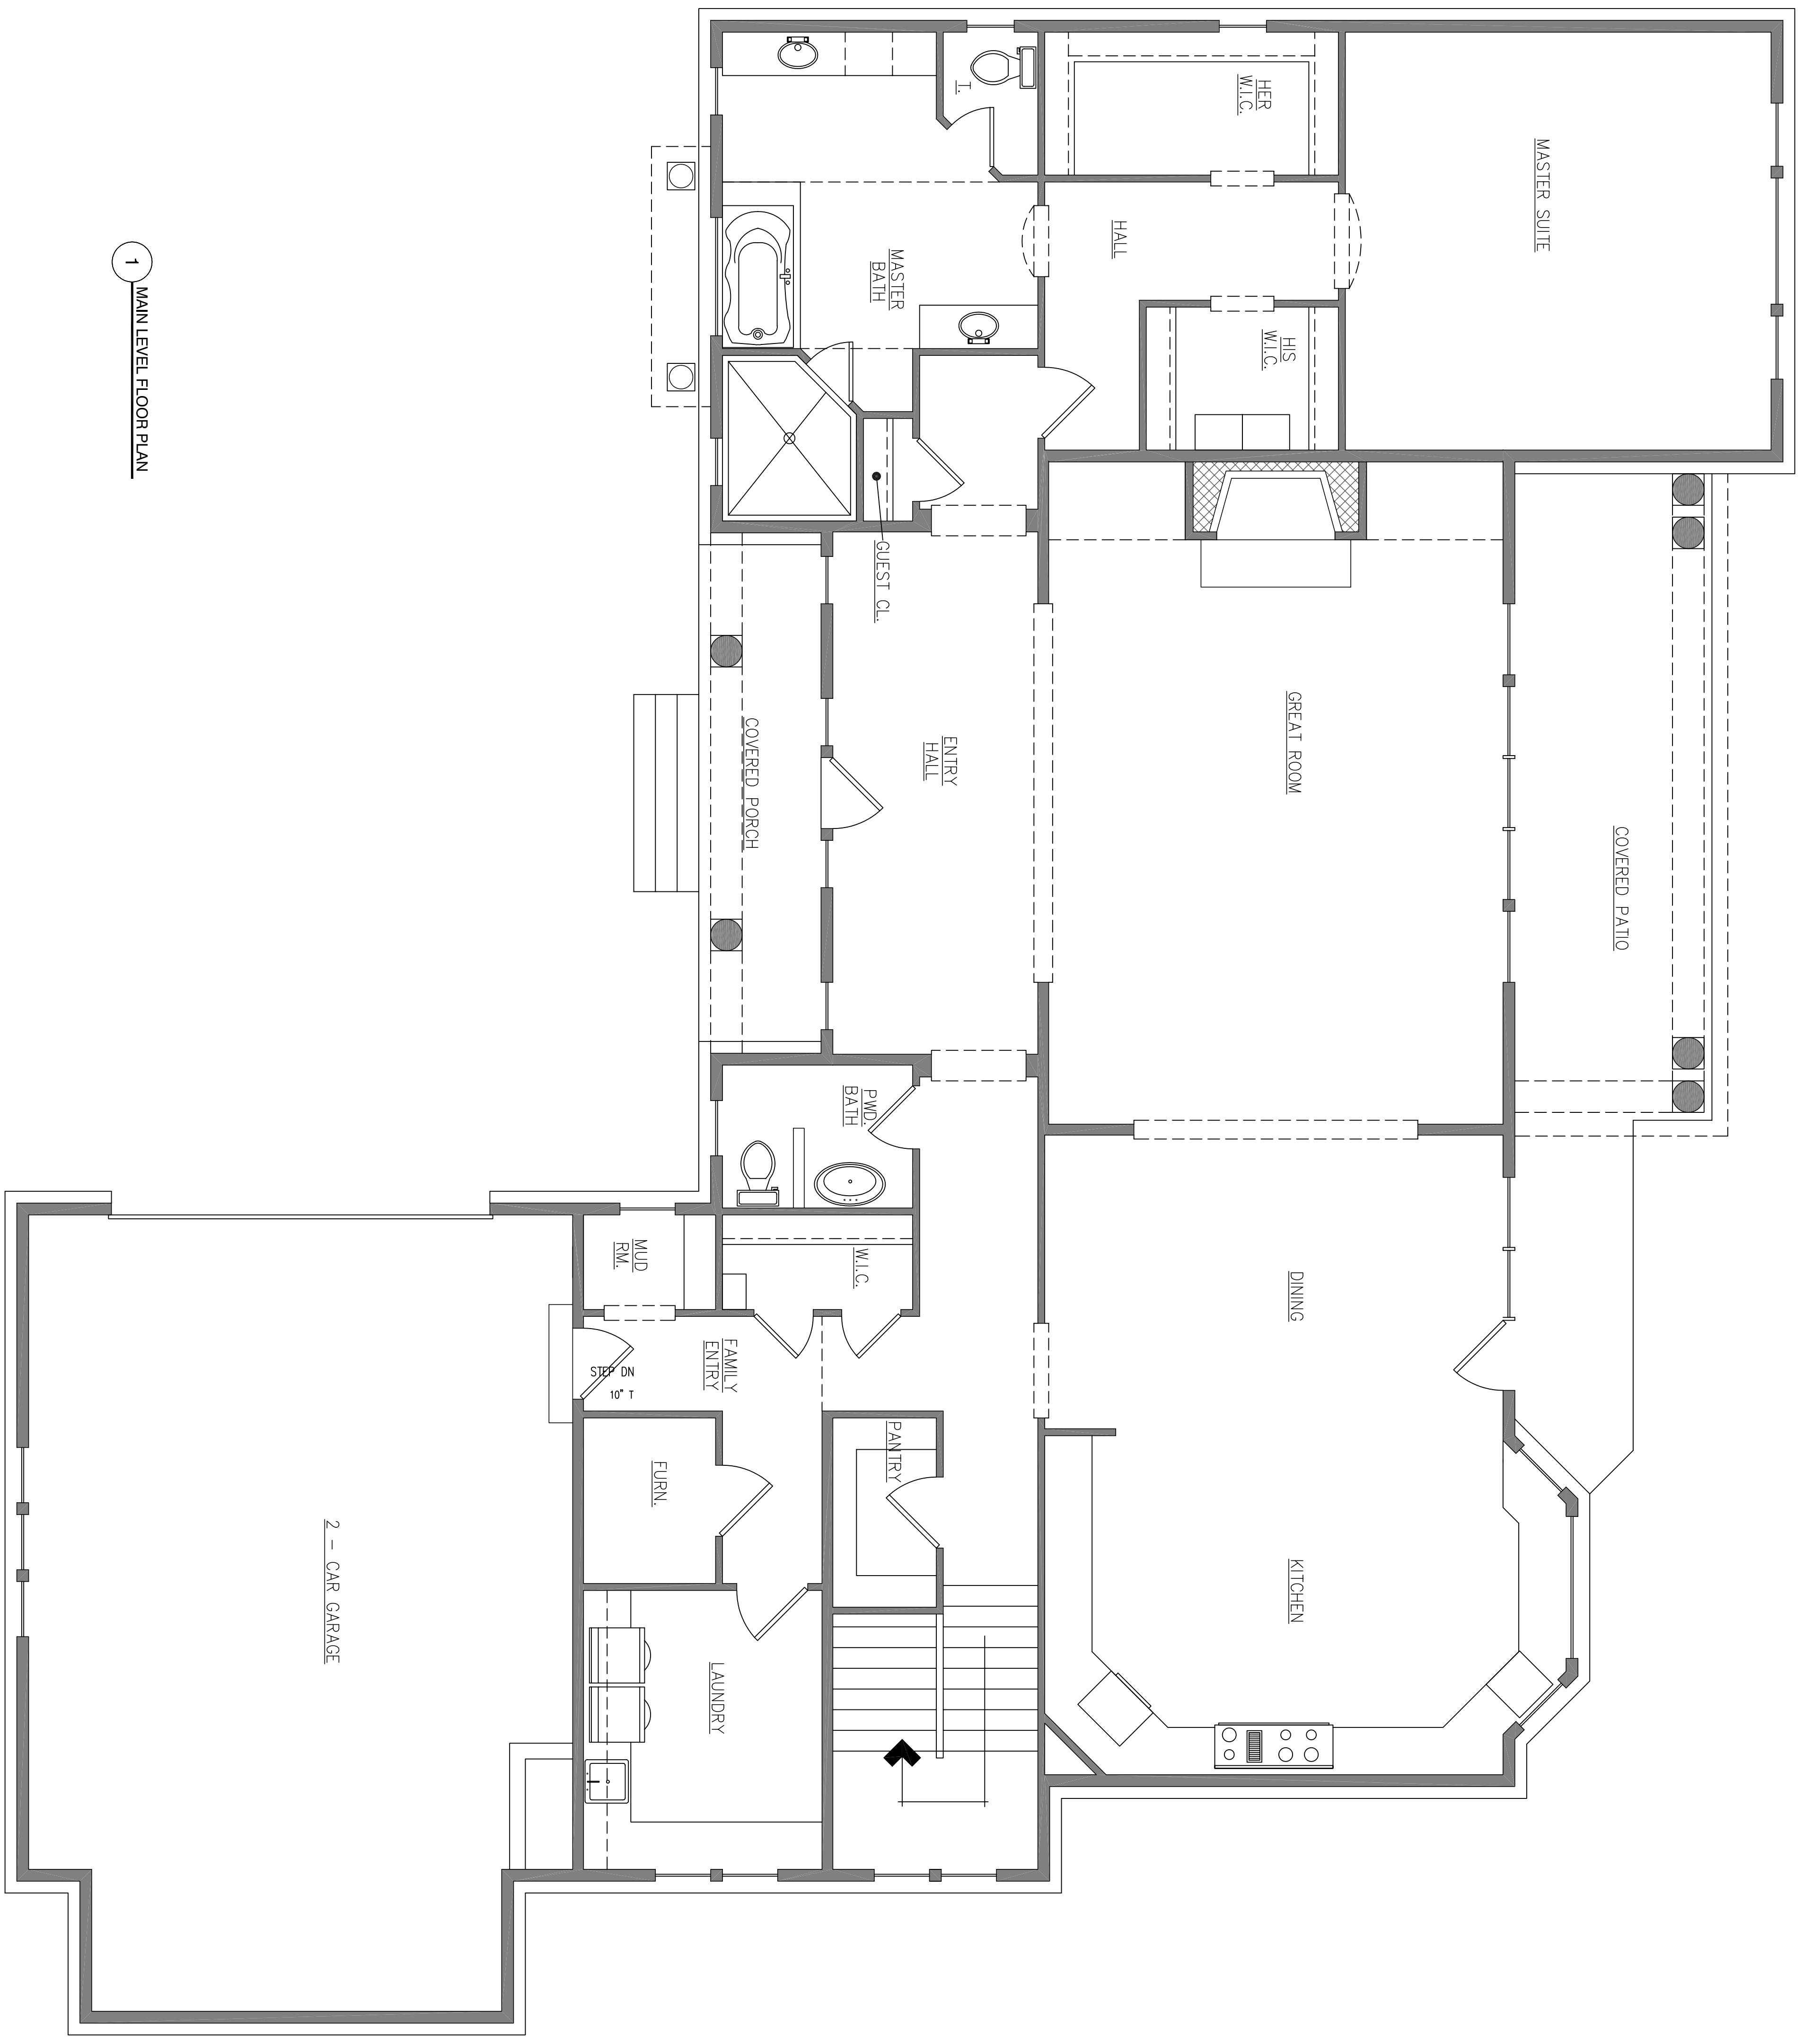 MASTER SUITE
HER
W.I.C.
T.
HALL
HIS
W.I.C.
MASTER
BATH
GUEST CL.
COVERED PATIO
GREAT ROOM
ENTRY
HALL
COVERED PORCH
DINING
KITCHEN
PWD.
BATH
W.I.C.
MUD
RM.
FAMILY
ENTRY
STEP DN
10" T
PANTRY
FURN.
LAUNDRY
2 - CAR GARAGE
1
MAIN LEVEL FLOOR PLAN